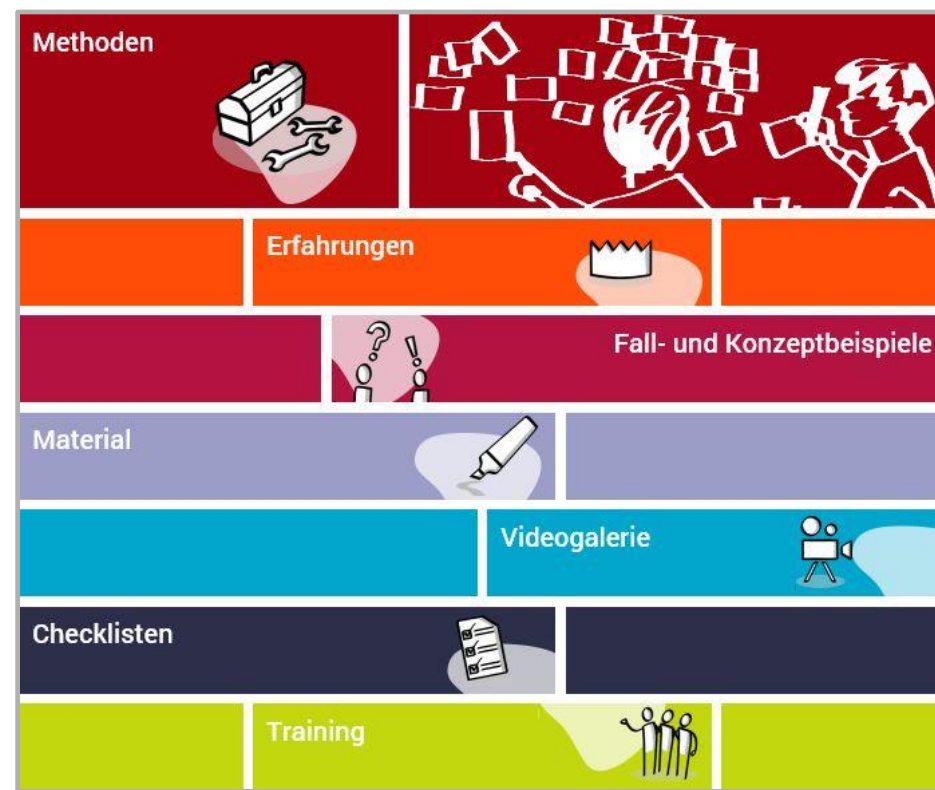 Methoden
Erfahrungen
Fall- und Konzeptbeispiele
Material
Videogalerie
Checklisten
Training